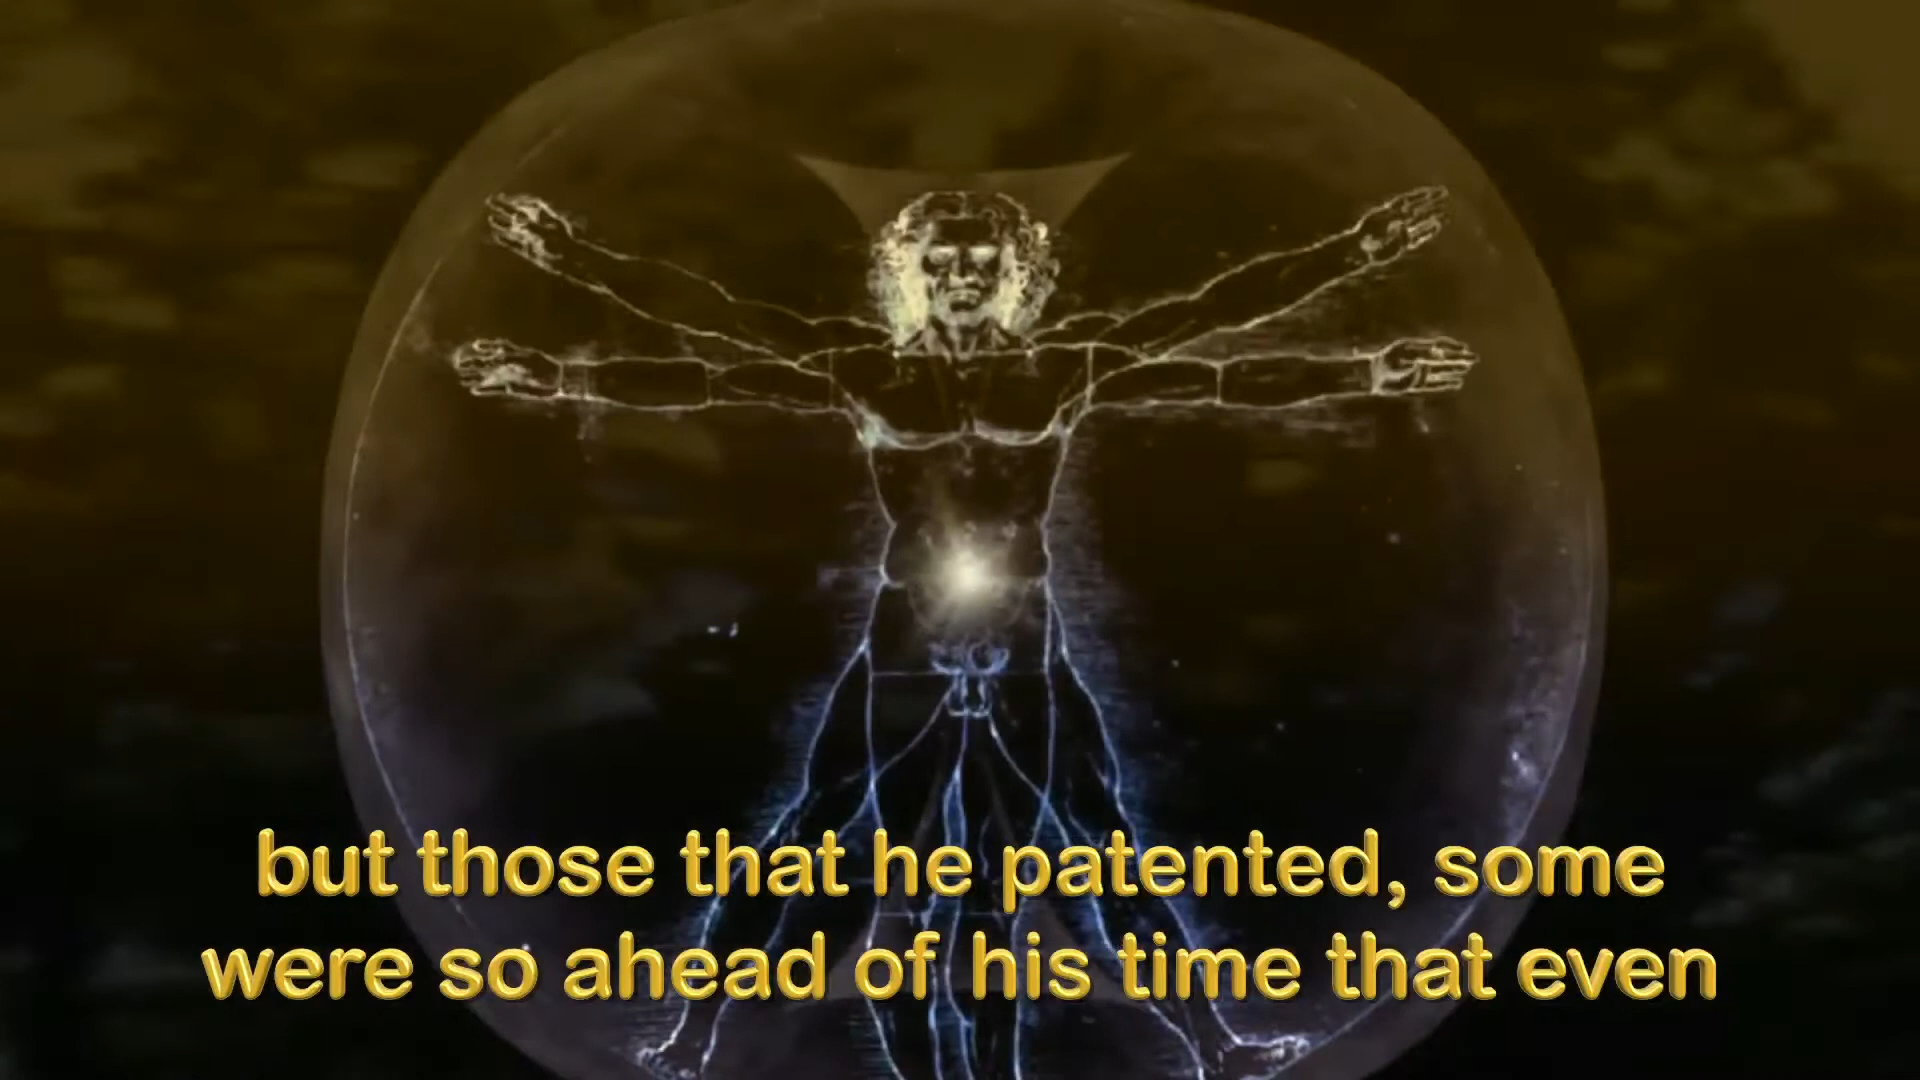 but those that he patented, some
were so ahead of his time that even